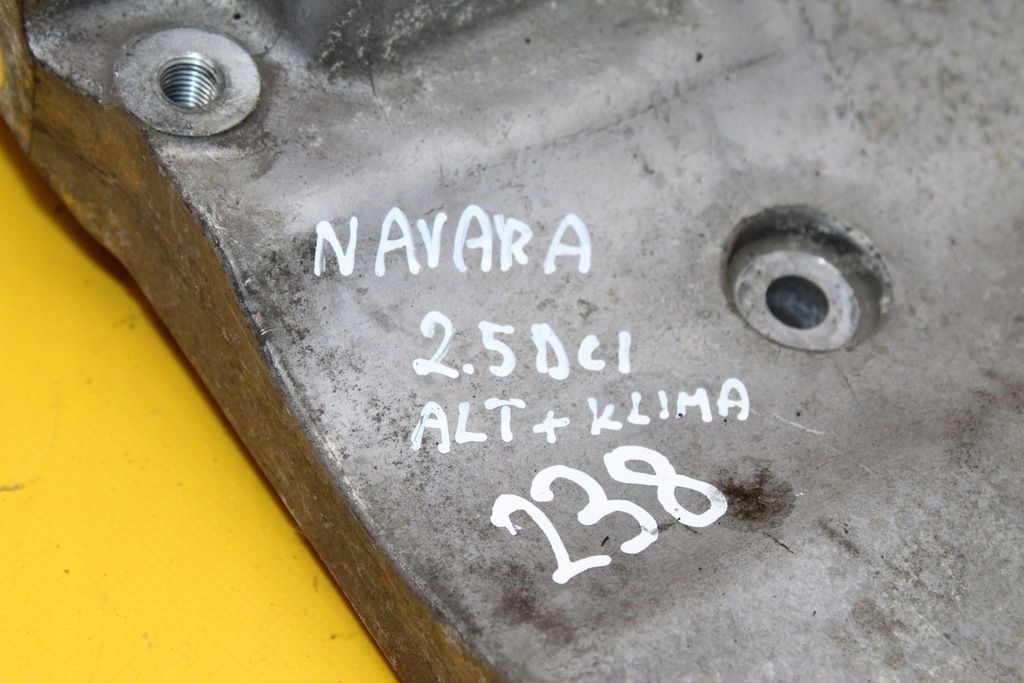 NAVARA
2.5DCI
ALT+KLIMA
238